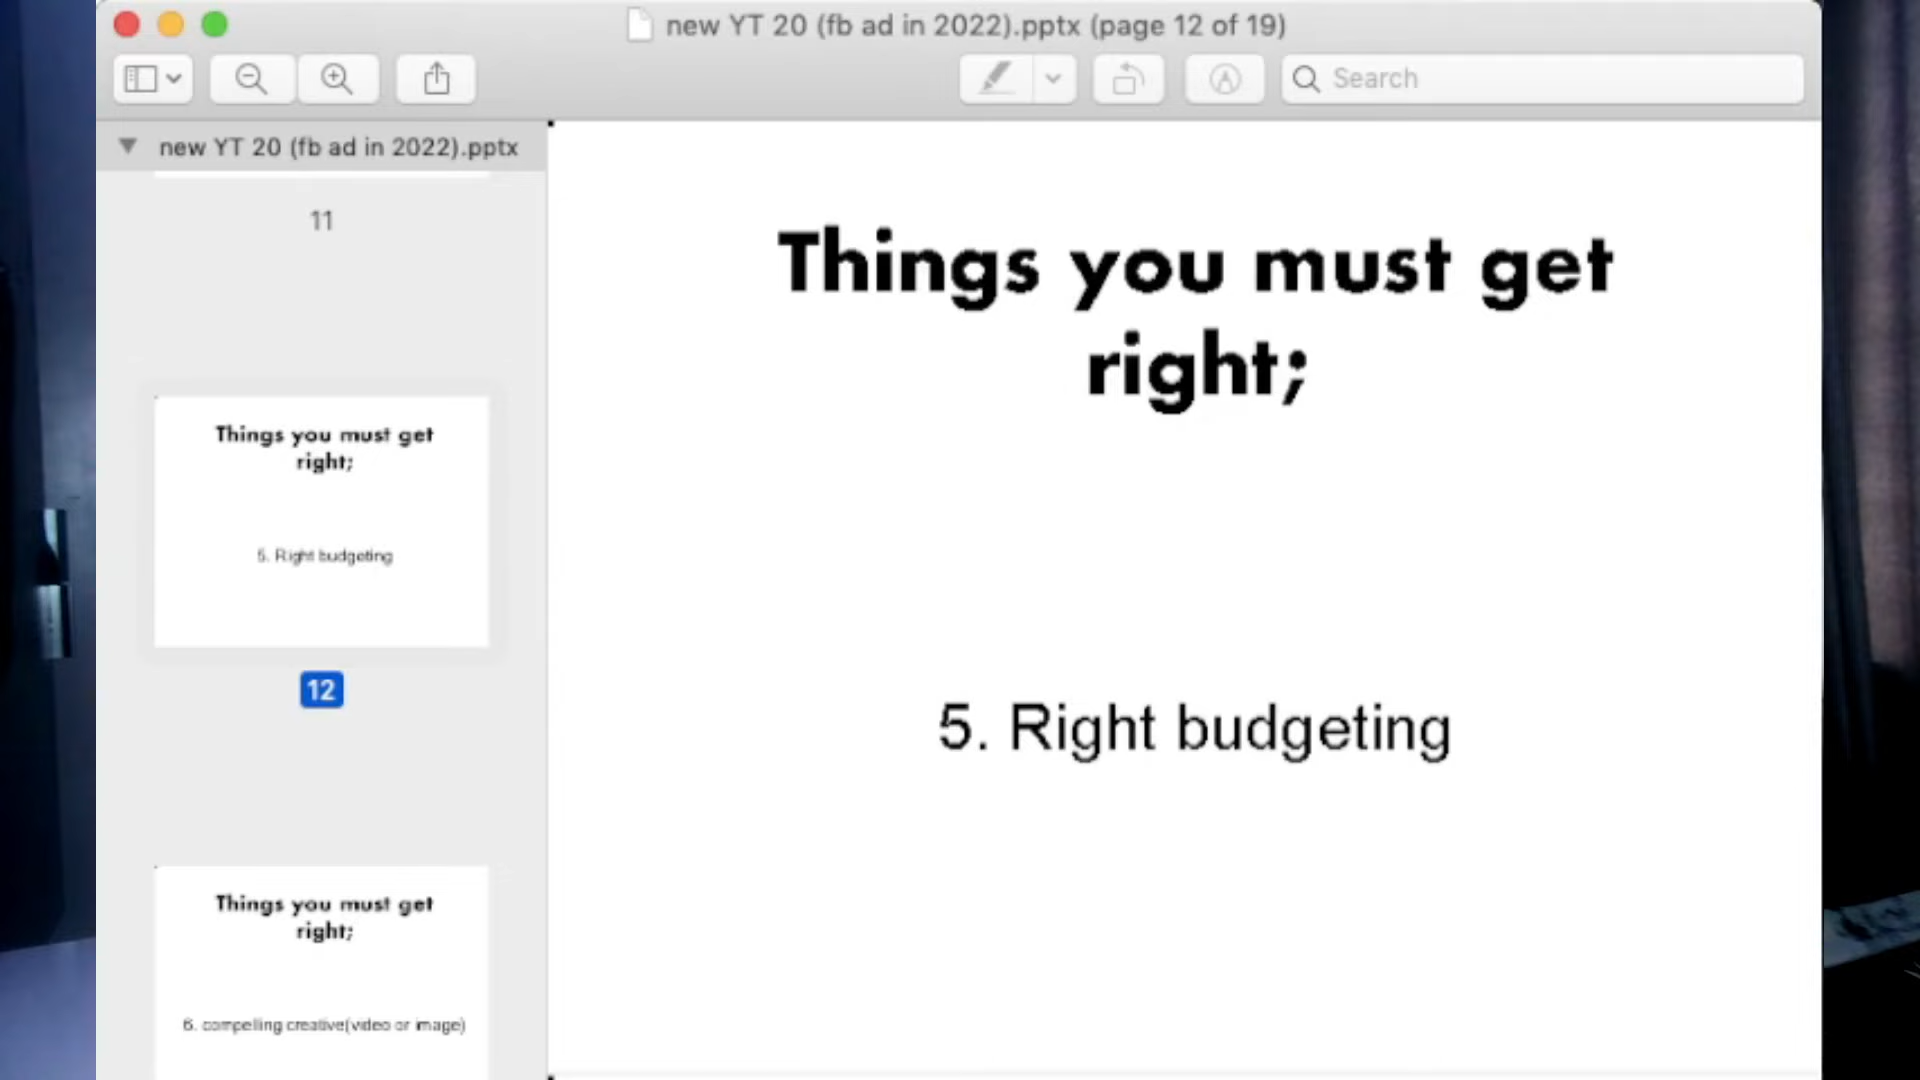 new YT 20 (fb ad in 2022).pptx (page 12 of 19)
Search
new YT 20 (fb ad in 2022).pptx
11
Things you must get
right;
5. Right budgeting
12
Things you must get
right;
6. compelling creative(video or image)
Things you must get
right;
5. Right budgeting